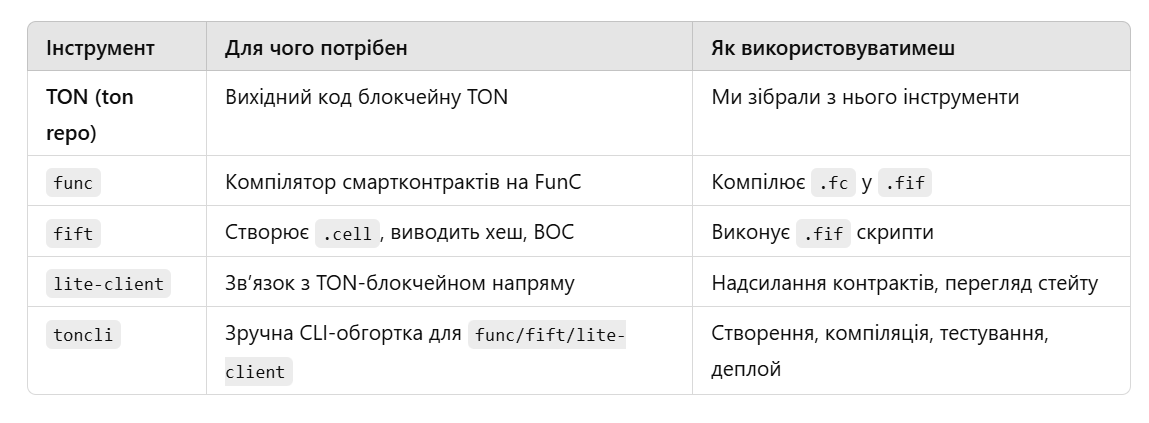 Інструмент
Для чого потрібен
Як використовуватимеш
TON (ton
repo)
Вихідний код блокчейну TON
Ми зібрали з нього інструменти
func
Компілятор смартконтрактів на FunC
Компілює .fc у .fif
fift
Створює .cell, виводить хеш, BOC
Виконує .fif скрипти
lite-client
Зв’язок з TON-блокчейном напряму
Надсилання контрактів, перегляд стейту
toncli
Зручна CLI-обгортка для func/fift/lite-
client
Створення, компіляція, тестування,
деплой